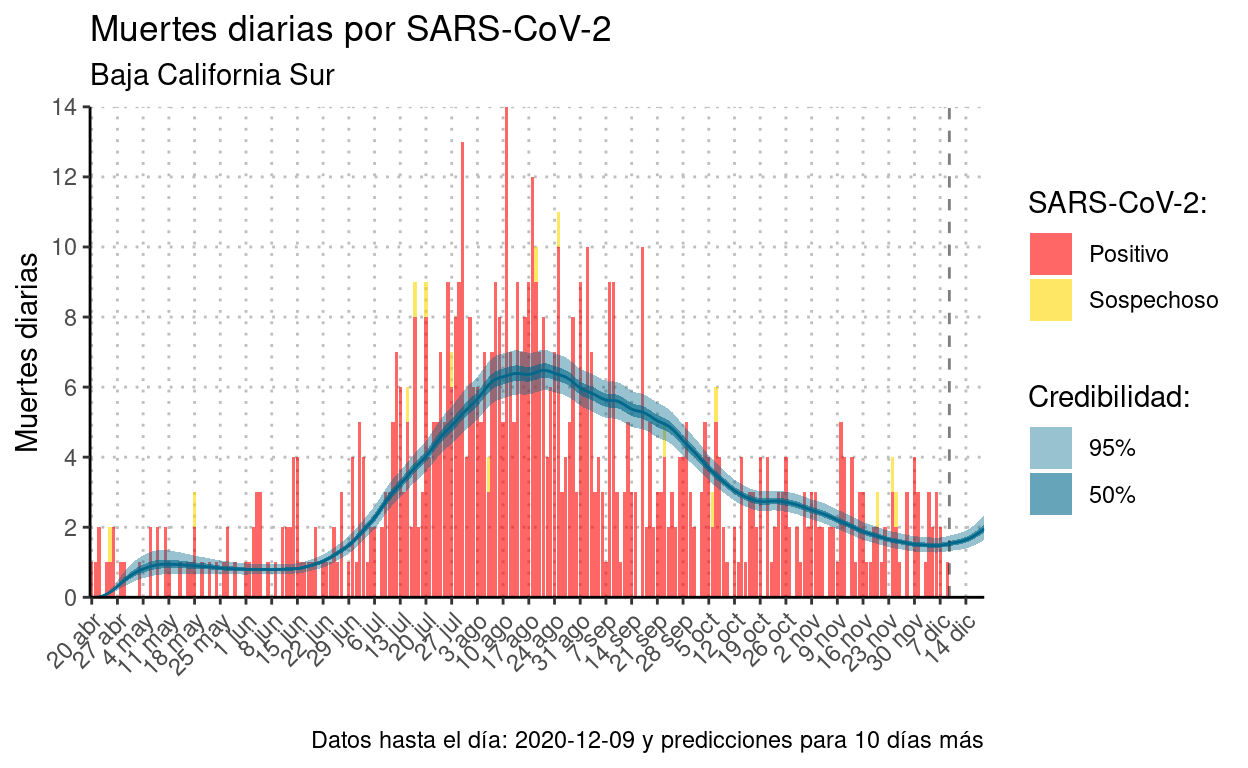 Muertes diarias por SARS-CoV-2
Baja California Sur
Muertes diarias
14
12
10
8
6
4
2
0
20 abr
27 abr
4 may
11 may
18 may
25 may
1 jun
8 jun
15 jun
22 jun
29 jun
6 jul
13 jul
20 jul
27 jul
3 ago
10 ago
17 ago
24 ago
31 ago
7 sep
14 sep
21 sep
28 sep
5 oct
12 oct
19 oct
26 oct
2 nov
9 nov
16 nov
23 nov
30 nov
7 dic
14 dic
SARS-CoV-2:
Positivo
Sospechoso
Credibilidad:
95%
50%
Datos hasta el día: 2020-12-09 y predicciones para 10 días más